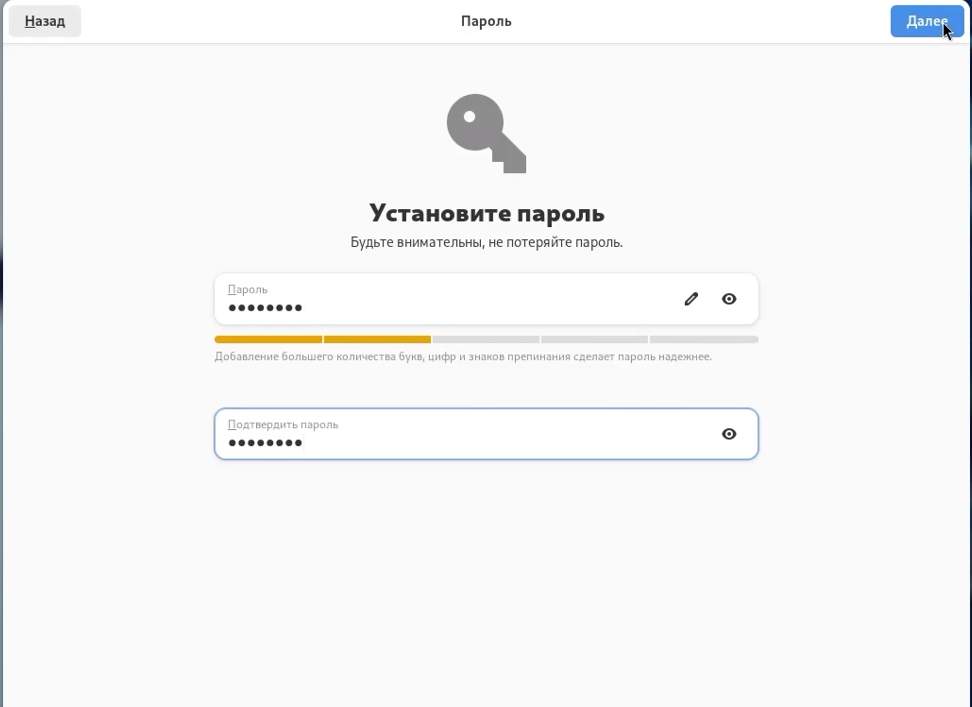 Назад
Пароль
Далее
Установите пароль
Будьте внимательны, не потеряйте пароль.
Пароль
••••••••
Добавление большего количества букв, цифр и знаков препинания сделает пароль надежнее.
Подтвердить пароль
••••••••